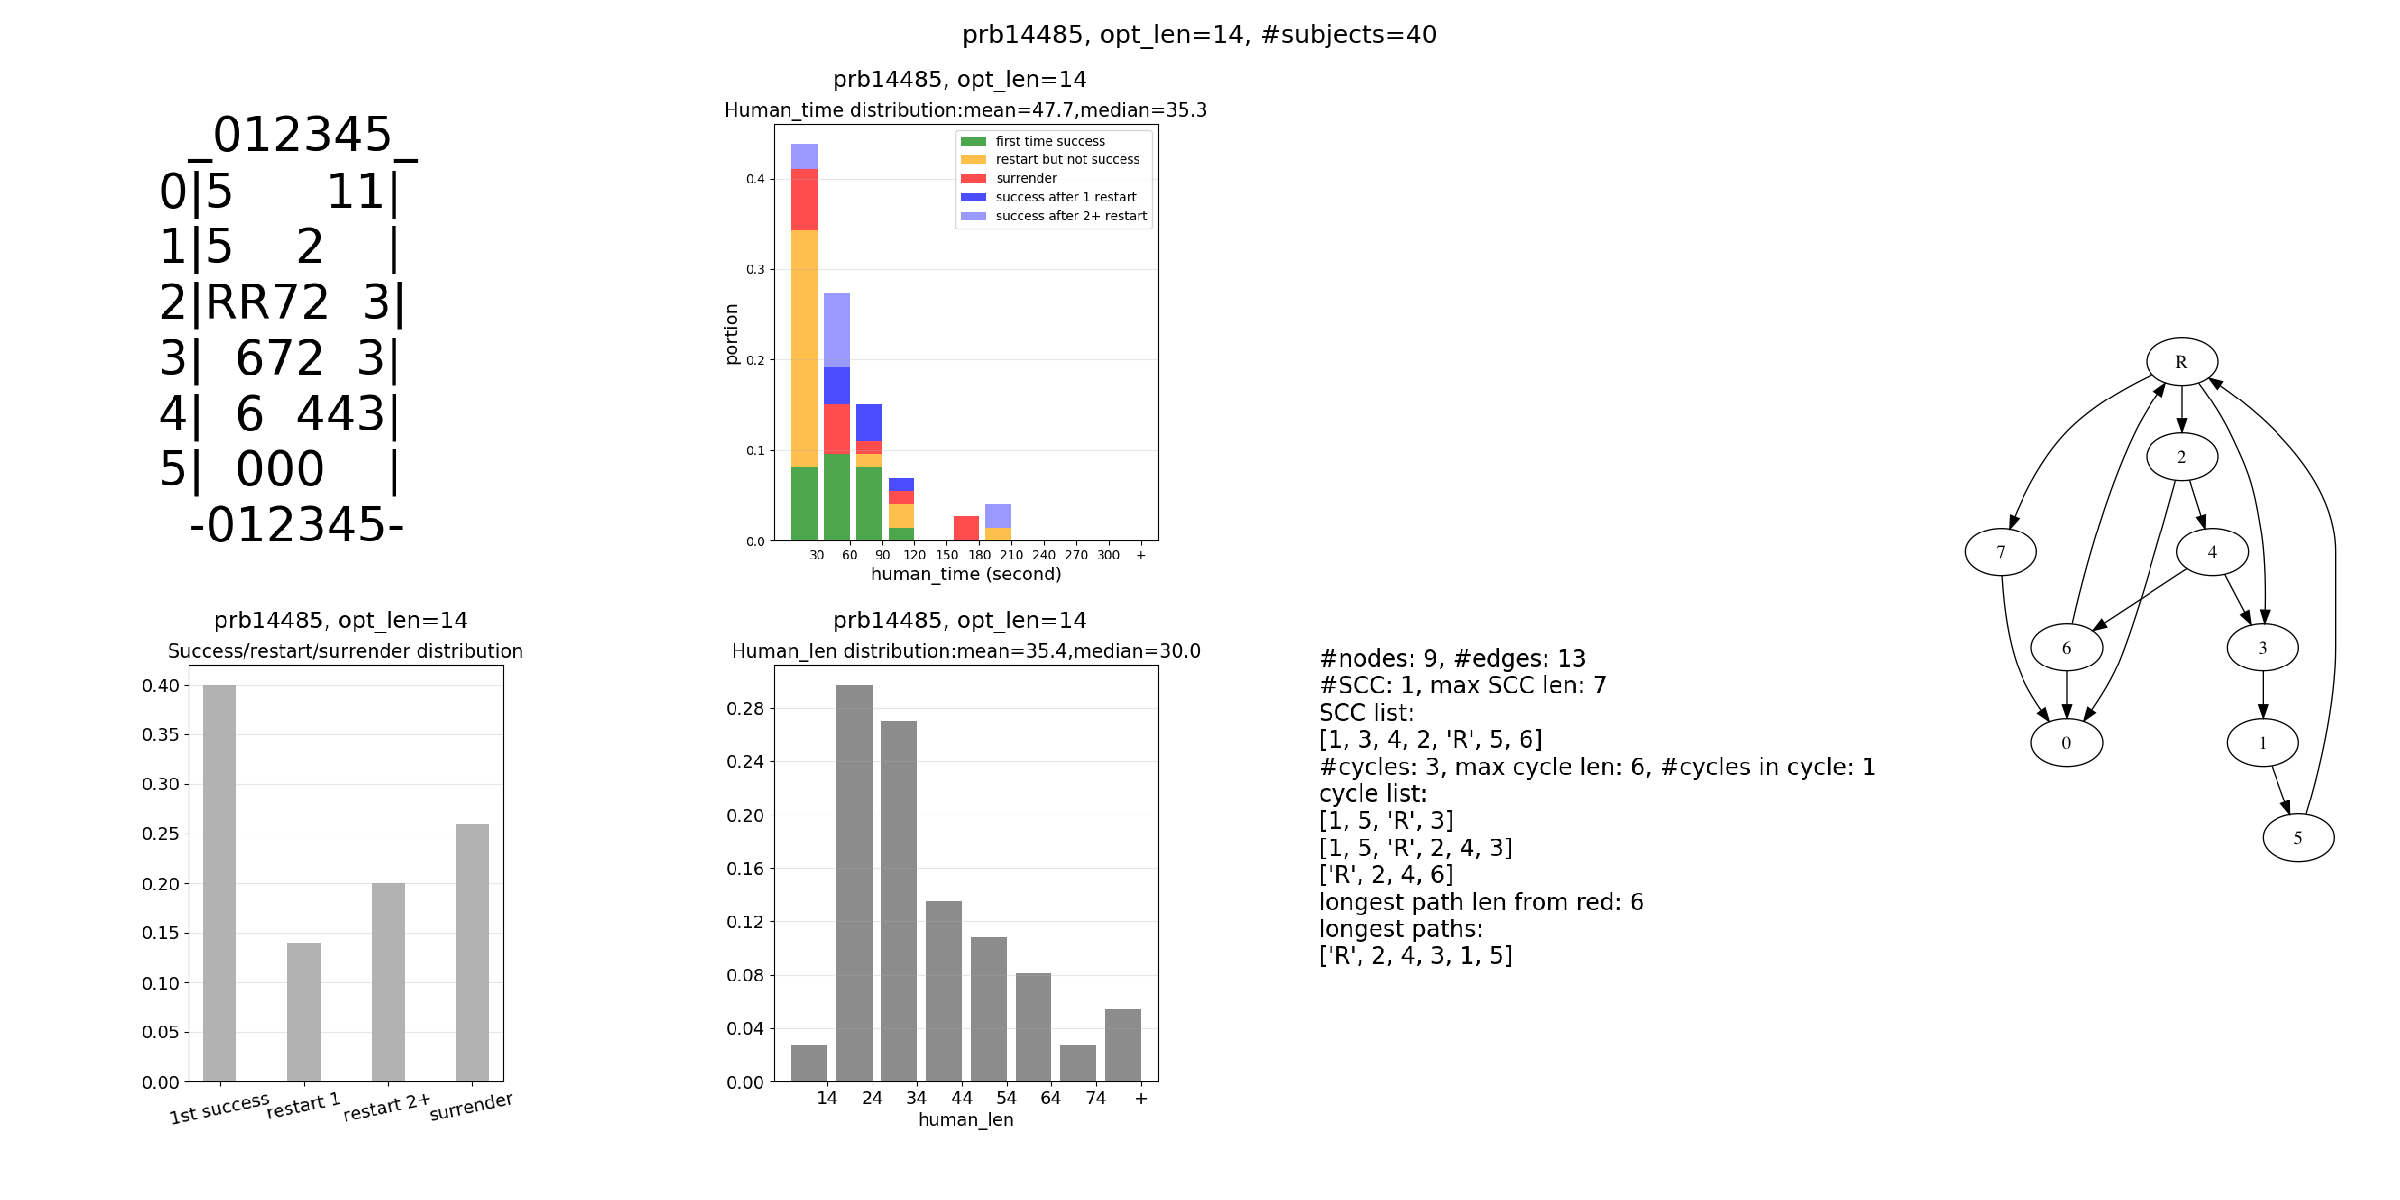 prb14485, opt_len=14, #subjects=40
_012345_
0|5    11|
1|5  2   |
2|RR72 3|
3| 672 3|
4| 6 443|
5| 000   |
-012345-
prb14485, opt_len=14
Human_time distribution:mean=47.7,median=35.3
first time success
restart but not success
surrender
success after 1 restart
success after 2+ restart
portion
0.4
0.3
0.2
0.1
0.0
30 60 90 120 150 180 210 240 270 300 +
human_time (second)
prb14485, opt_len=14
Success/restart/surrender distribution
0.40
0.35
0.30
0.25
0.20
0.15
0.10
0.05
0.00
1st success restart 1 restart 2+ surrender
prb14485, opt_len=14
Human_len distribution:mean=35.4,median=30.0
0.28
0.24
0.20
0.16
0.12
0.08
0.04
0.00
14 24 34 44 54 64 74 +
human_len
#nodes: 9, #edges: 13
#SCC: 1, max SCC len: 7
SCC list:
[1, 3, 4, 2, 'R', 5, 6]
#cycles: 3, max cycle len: 6, #cycles in cycle: 1
cycle list:
[1, 5, 'R', 3]
[1, 5, 'R', 2, 4, 3]
['R', 2, 4, 6]
longest path len from red: 6
longest paths:
['R', 2, 4, 3, 1, 5]
R
2
7
4
6
3
0
1
5